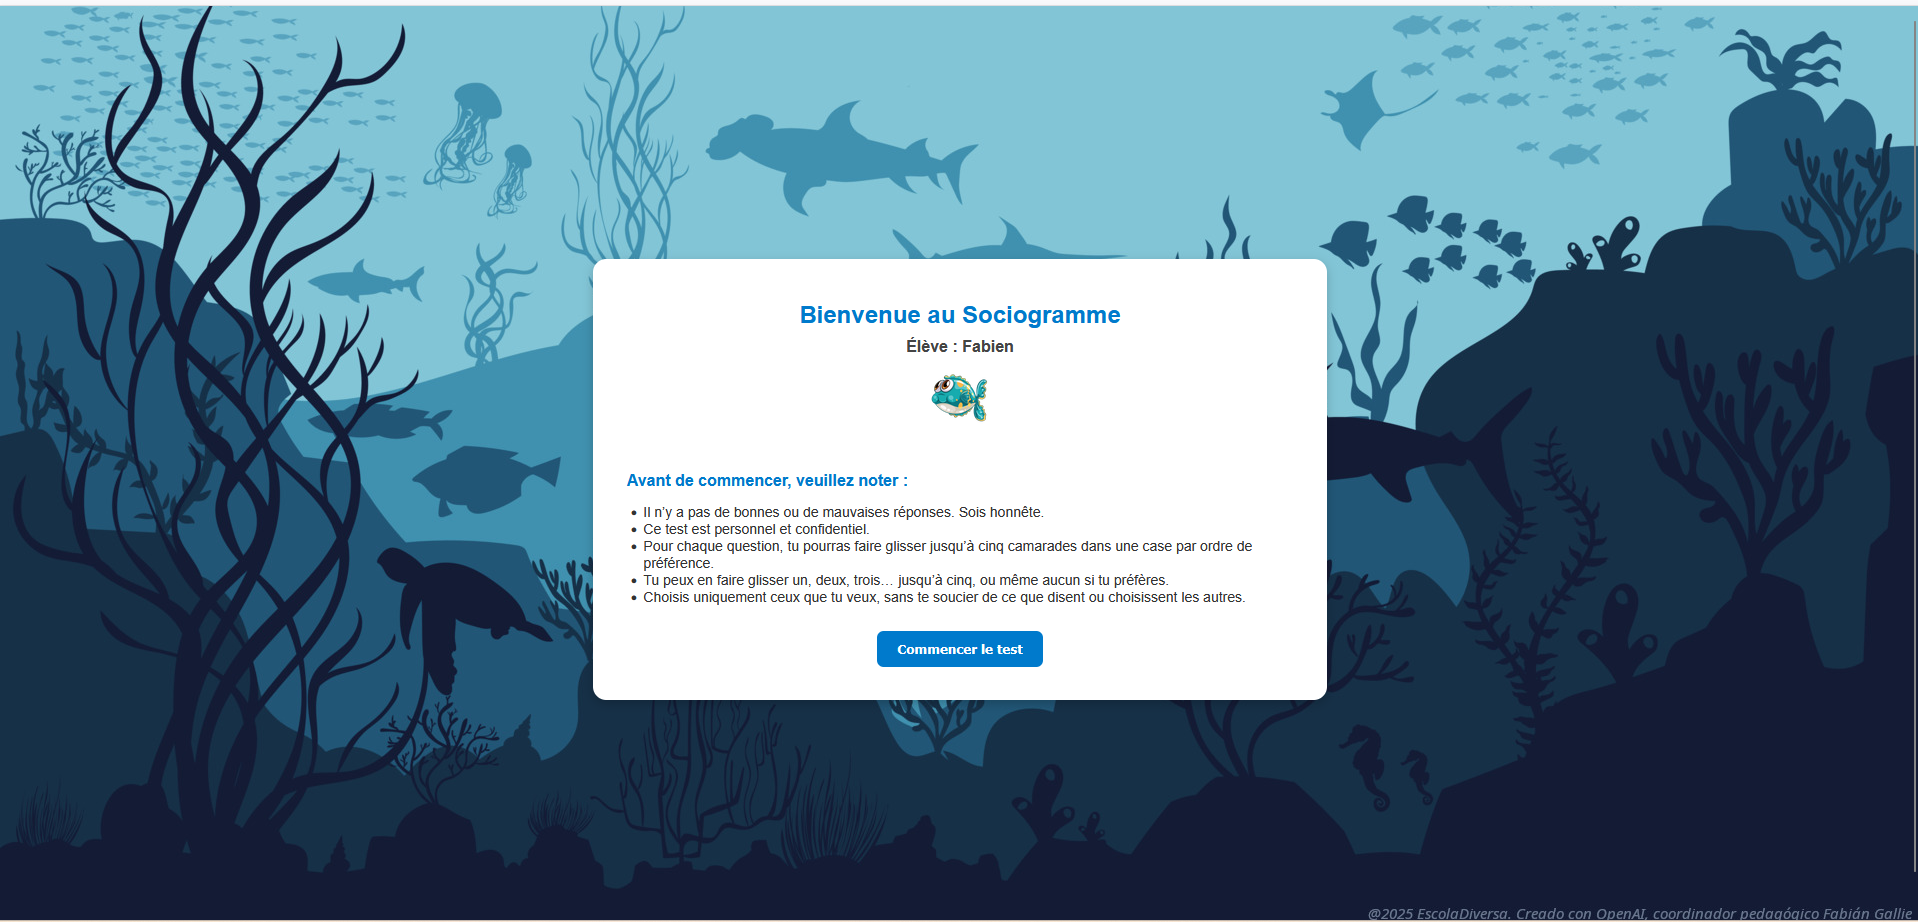 Bienvenue au Sociogramme
Élève : Fabien
Avant de commencer, veuillez noter :
• Il n’y a pas de bonnes ou de mauvaises réponses. Sois honnête.
• Ce test est personnel et confidentiel.
• Pour chaque question, tu pourras faire glisser jusqu’à cinq camarades dans une case par ordre de
préférence.
• Tu peux en faire glisser un, deux, trois… jusqu’à cinq, ou même aucun si tu préfères.
• Choisis uniquement ceux que tu veux, sans te soucier de ce que disent ou choisissent les autres.
Commencer le test
@2025 EscolaDiversa. Creado con OpenAI, coordinador pedagógico Fabián Gallie